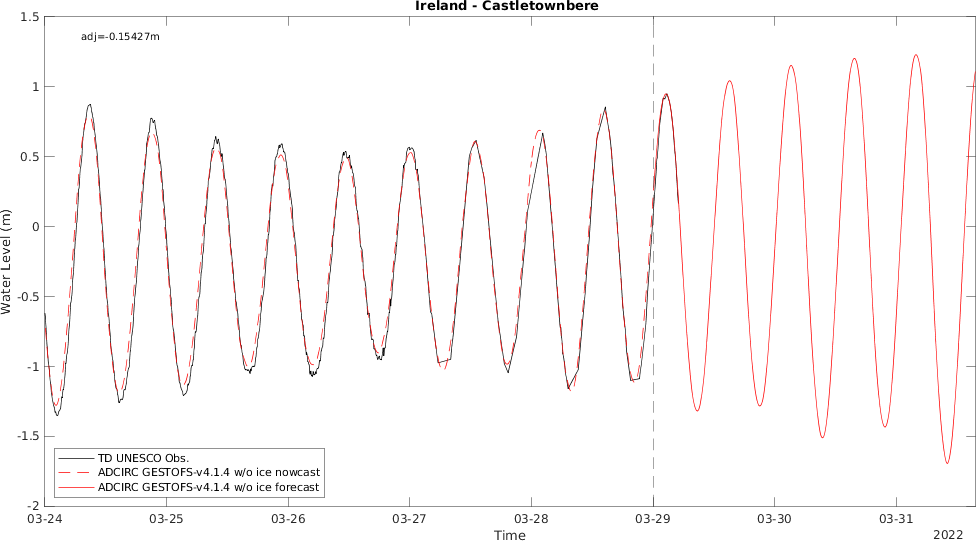 Ireland - Castletownbere
adj=-0.15427m
1.5
1
0.5
0
-0.5
-1
-1.5
-2
Water Level (m)
TD UNESCO Obs.
ADCIRC GESTOFS-v4.1.4 w/o ice nowcast
ADCIRC GESTOFS-v4.1.4 w/o ice forecast
03-24 03-25 03-26 03-27 03-28 03-29 03-30 03-31
Time
2022